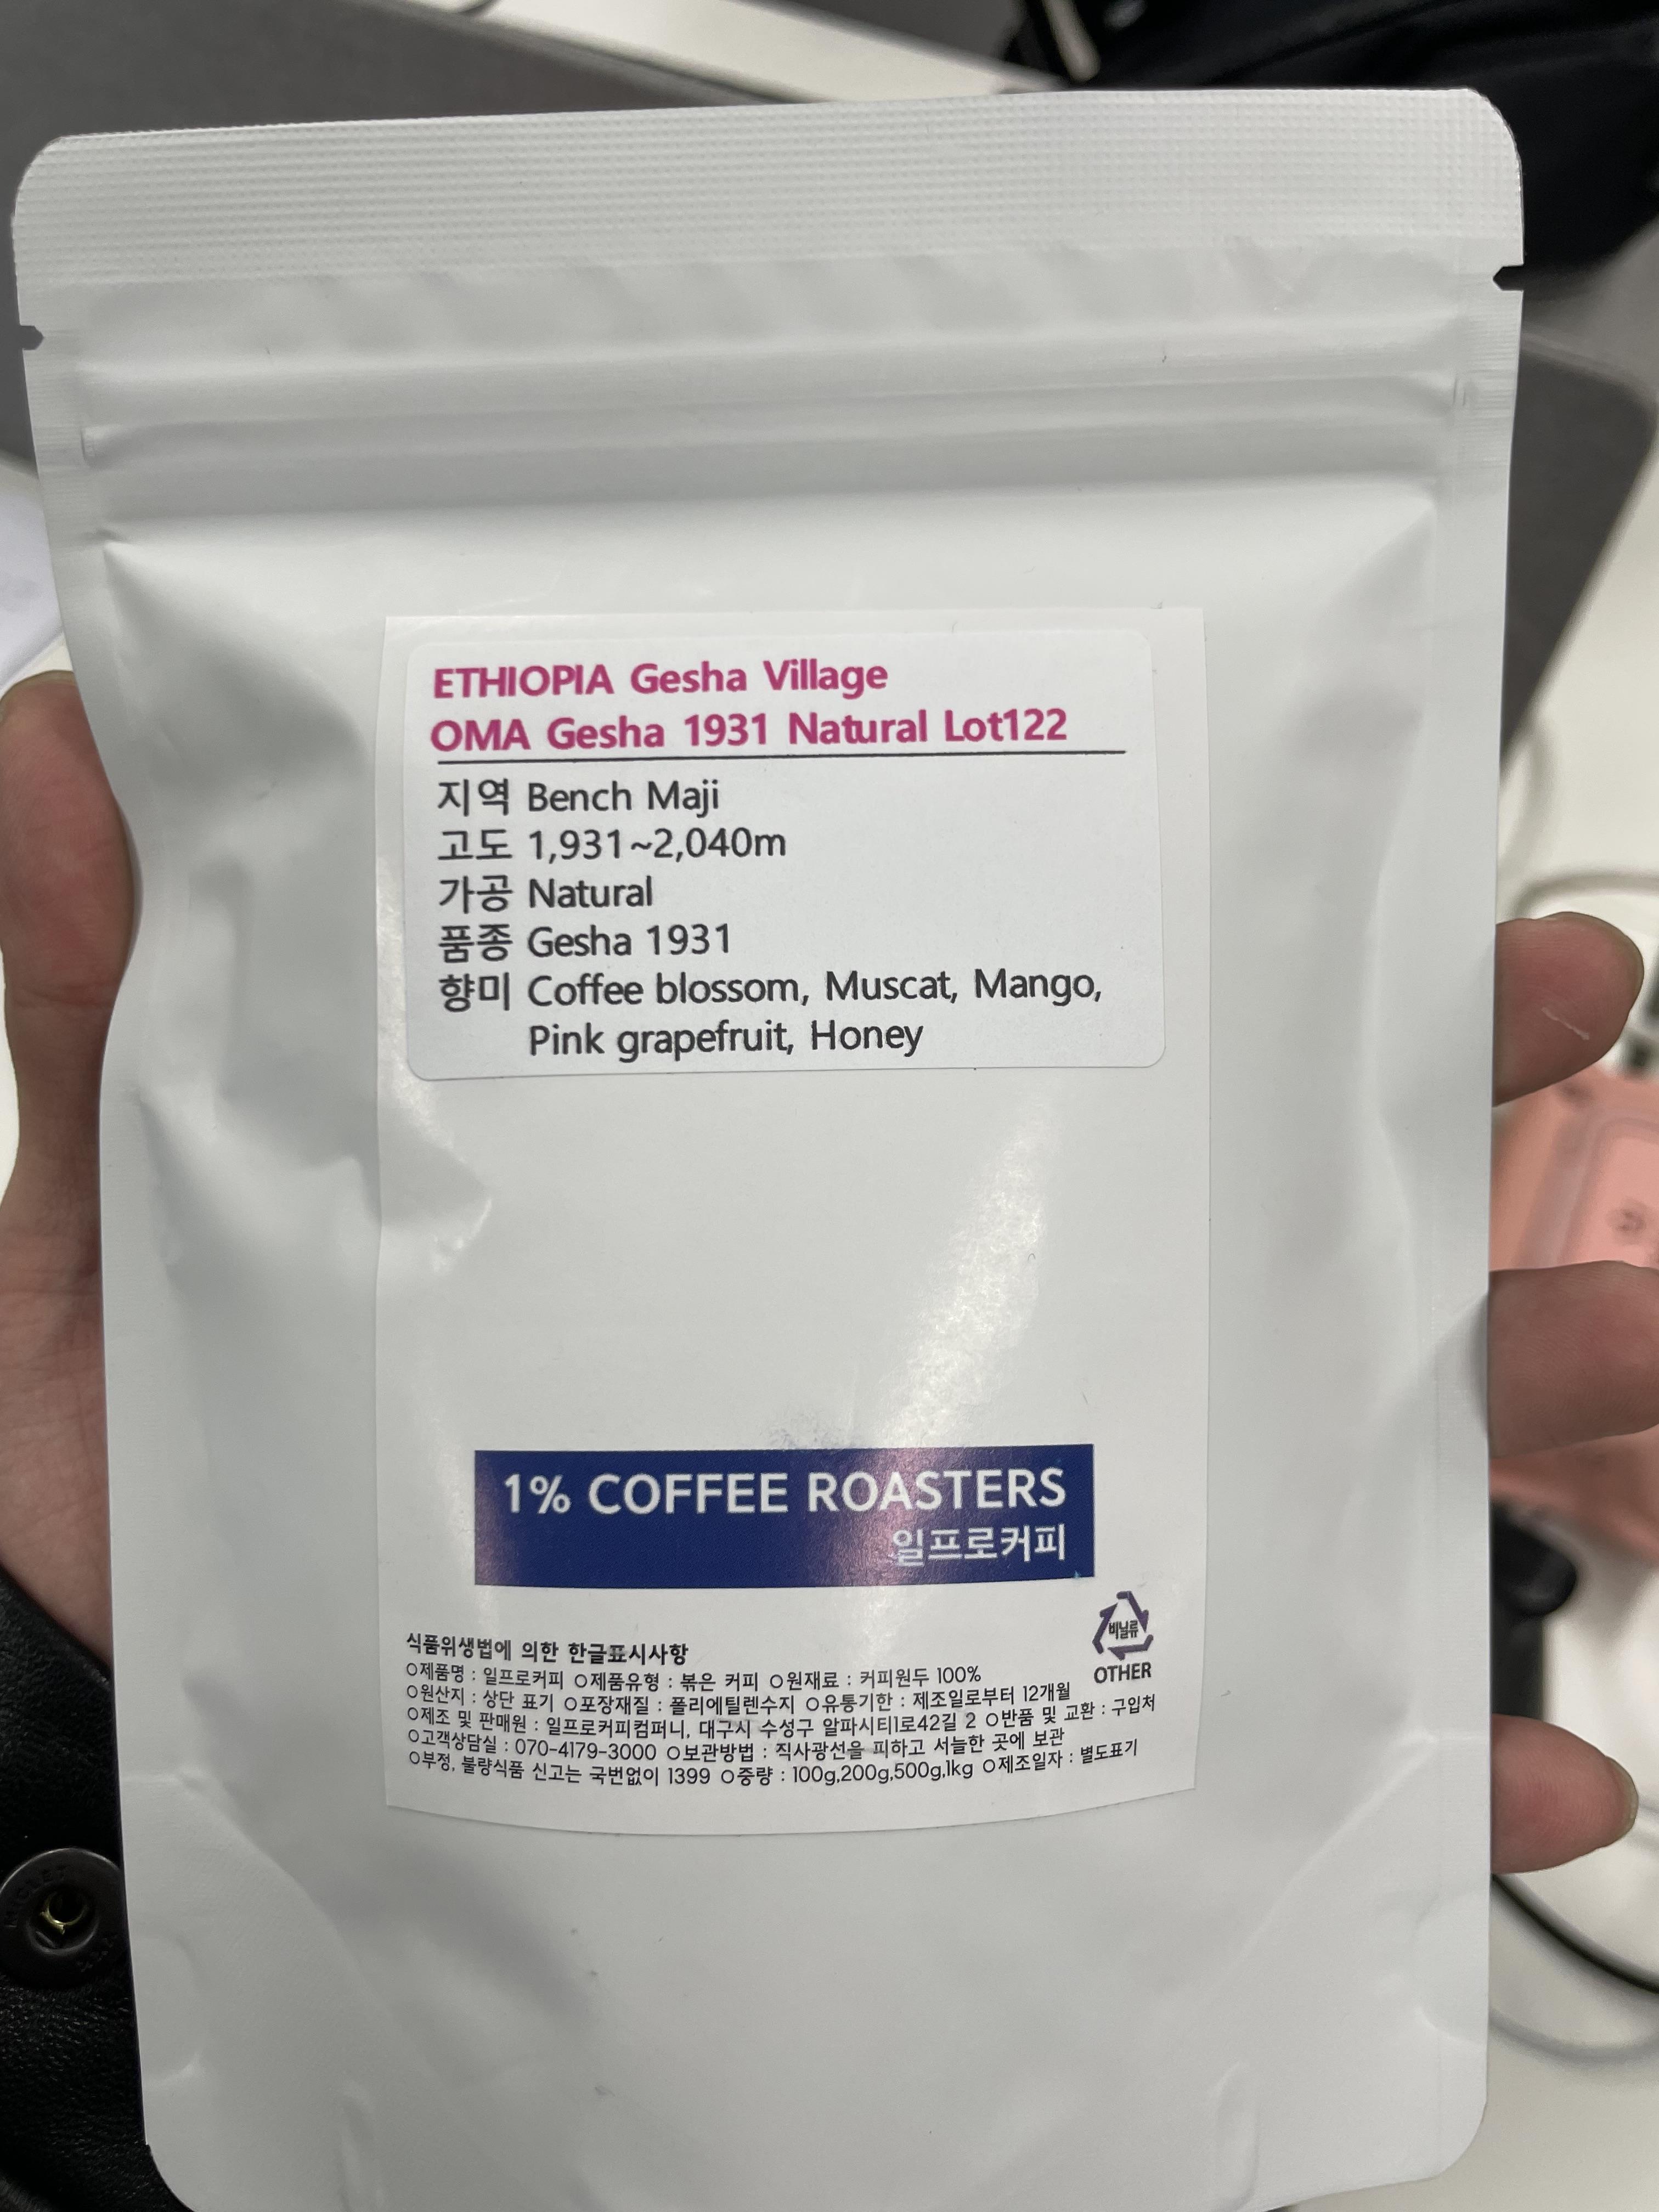 ETHIOPIA Gesha Village
OMA Gesha 1931 Natural Lot122
지역 Bench Maji
고도 1,931~2,040m
가공 Natural
품종 Gesha 1931
향미 Coffee blossom, Muscat, Mango,
Pink grapefruit, Honey
1% COFFEE ROASTERS
일프로커피
비닐류
OTHER
식품위생법에 의한 한글표시사항
○제품명 : 일프로커피 ○제품유형 : 볶은 커피 ○원재료 : 커피원두 100%
○원산지 : 상단 표기 ○포장재질 : 폴리에틸렌수지 ○유통기한 : 제조일로부터 12개월
○제조 및 판매원 : 일프로커피컴퍼니, 대구시 수성구 알파시티1로42길 2 ○반품 및 교환 : 구입처
○고객상담실 : 070-4179-3000 ○보관방법 : 직사광선을 피하고 서늘한 곳에 보관
○부정, 불량식품 신고는 국번없이 1399 ○중량 : 100g,200g,500g,1kg ○제조일자 : 별도표기